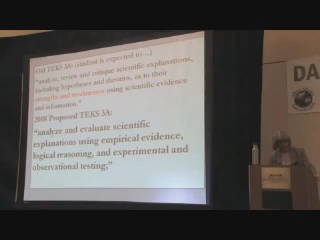 Old TEKS 3A: (student is expected to…)
"analyze, review and critique scientific explanations,
including hypotheses and theories, as to their
strengths and weaknesses using scientific evidence
and information."
2008 Proposed TEKS 3A:
"analyze and evaluate scientific
explanations using empirical evidence,
logical reasoning, and experimental and
observational testing;"
DA